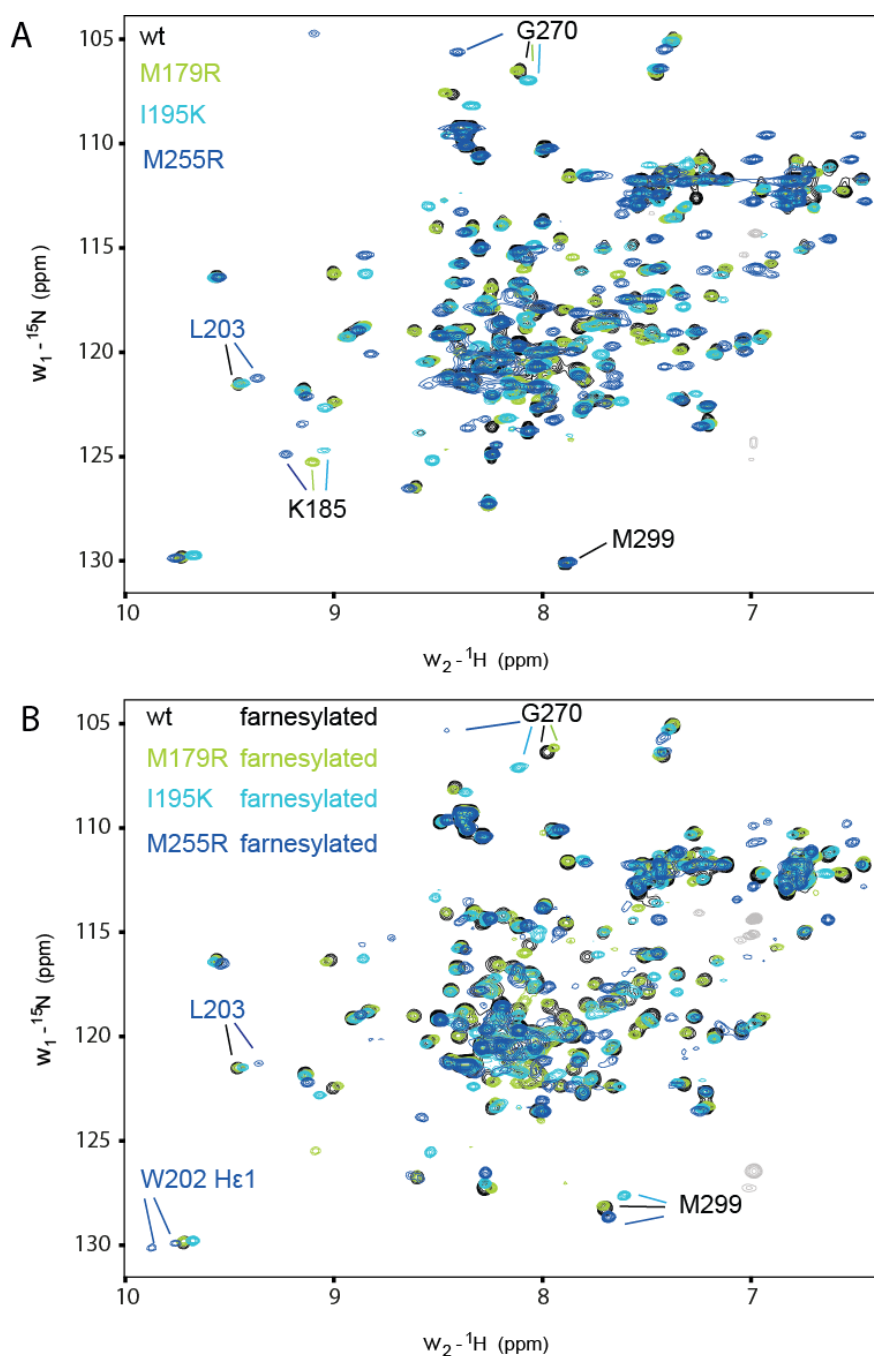 A
wt
M179R
I195K
M255R
G270
L203
K185
M299
105
110
115
120
125
130
w₁ - ¹⁵N (ppm)
10 9 8 7
w₂ - ¹H (ppm)
B
wt farnesylated
M179R farnesylated
I195K farnesylated
M255R farnesylated
G270
L203
W202 Hε1
M299
105
110
115
120
125
130
w₁ - ¹⁵N (ppm)
10 9 8 7
w₂ - ¹H (ppm)